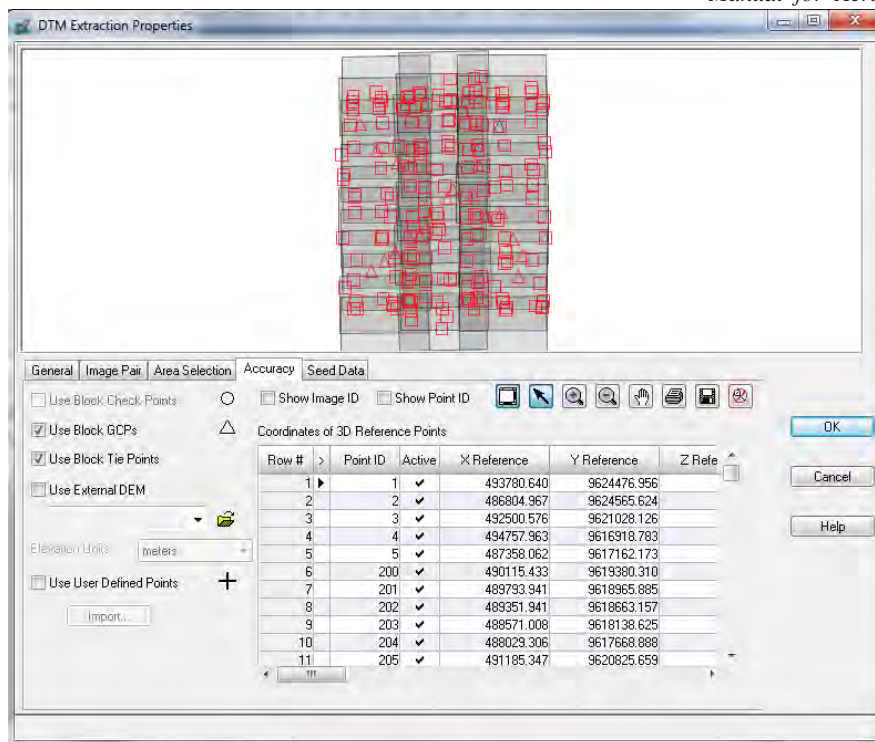 Manual for
DTM Extraction Properties
General Image Pair Area Selection Accuracy Seed Data
Use Block Check Points
Show Image ID Show Point ID
Use Block GCPs
Coordinates of 3D Reference Points
OK
Use Block Tie Points
Row # > Point ID Active X Reference Y Reference Z Refe
1 1 493780.640 9624476.956
Cancel
Use External DEM
2 2 486804.967 9624565.624
3 3 492500.576 9621028.126
Help
4 4 494757.963 9616918.783
Elevation Units meters
5 5 487358.062 9617162.173
6 200 490115.433 9619380.310
Use User Defined Points
7 201 489793.941 9618965.885
8 202 489351.941 9618663.157
Import...
9 203 488571.008 9618138.625
10 204 488029.306 9617668.888
11 205 491185.347 9620825.659